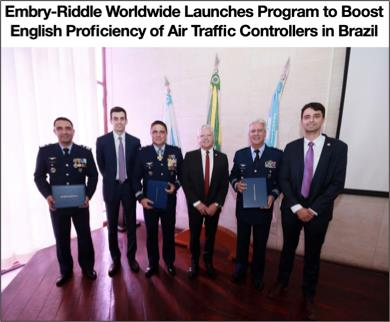 Embry-Riddle Worldwide Launches Program to Boost
English Proficiency of Air Traffic Controllers in Brazil